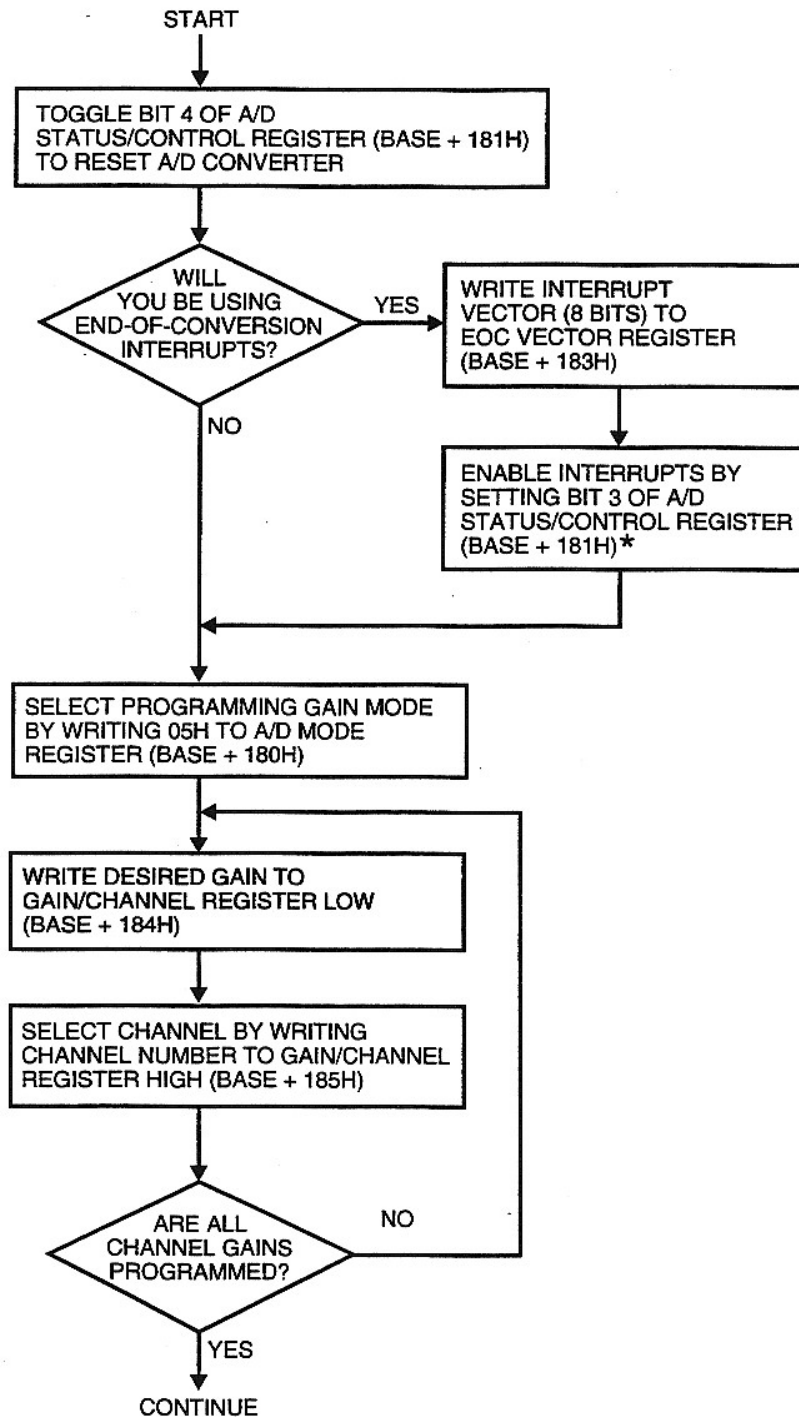 START
TOGGLE BIT 4 OF A/D
STATUS/CONTROL REGISTER (BASE + 181H)
TO RESET A/D CONVERTER
WILL
YOU BE USING
END-OF-CONVERSION
INTERRUPTS?
YES
WRITE INTERRUPT
VECTOR (8 BITS) TO
EOC VECTOR REGISTER
(BASE + 183H)
NO
ENABLE INTERRUPTS BY
SETTING BIT 3 OF A/D
STATUS/CONTROL REGISTER
(BASE + 181H)*
SELECT PROGRAMMING GAIN MODE
BY WRITING 05H TO A/D MODE
REGISTER (BASE + 180H)
WRITE DESIRED GAIN TO
GAIN/CHANNEL REGISTER LOW
(BASE + 184H)
SELECT CHANNEL BY WRITING
CHANNEL NUMBER TO GAIN/CHANNEL
REGISTER HIGH (BASE + 185H)
ARE ALL
CHANNEL GAINS
PROGRAMMED?
NO
YES
CONTINUE